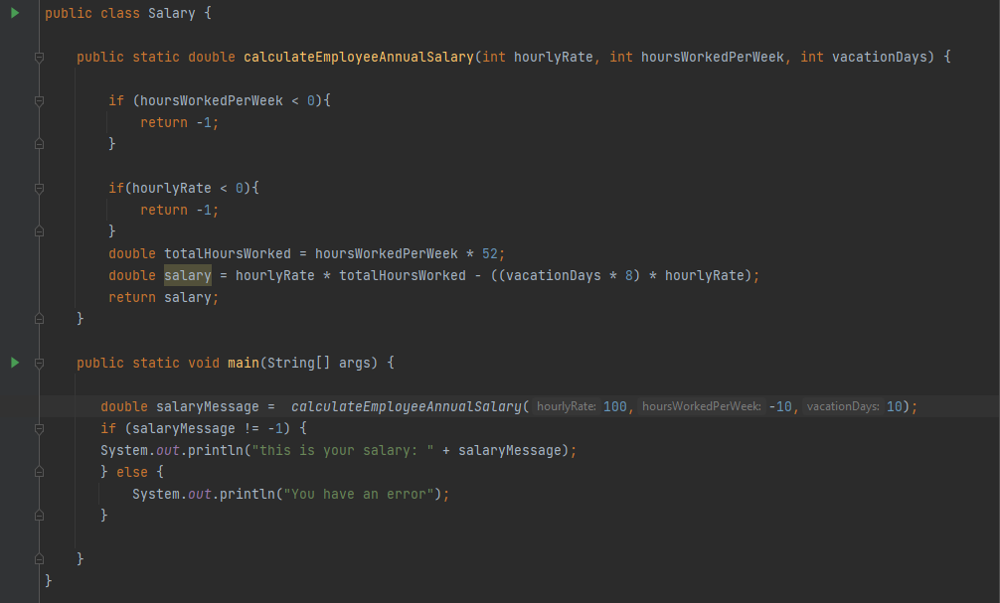 public class Salary {
public static double calculateEmployeeAnnualSalary(int hourlyRate, int hoursWorkedPerWeek, int vacationDays) {
if (hoursWorkedPerWeek < 0){
return -1;
}
if(hourlyRate < 0){
return -1;
}
double totalHoursWorked = hoursWorkedPerWeek * 52;
double salary = hourlyRate * totalHoursWorked - ((vacationDays * 8) * hourlyRate);
return salary;
}
public static void main(String[] args) {
double salaryMessage =  calculateEmployeeAnnualSalary( hourlyRate: 100, hoursWorkedPerWeek: -10, vacationDays: 10);
if (salaryMessage != -1) {
System.out.println("this is your salary: " + salaryMessage);
} else {
System.out.println("You have an error");
}
}
}